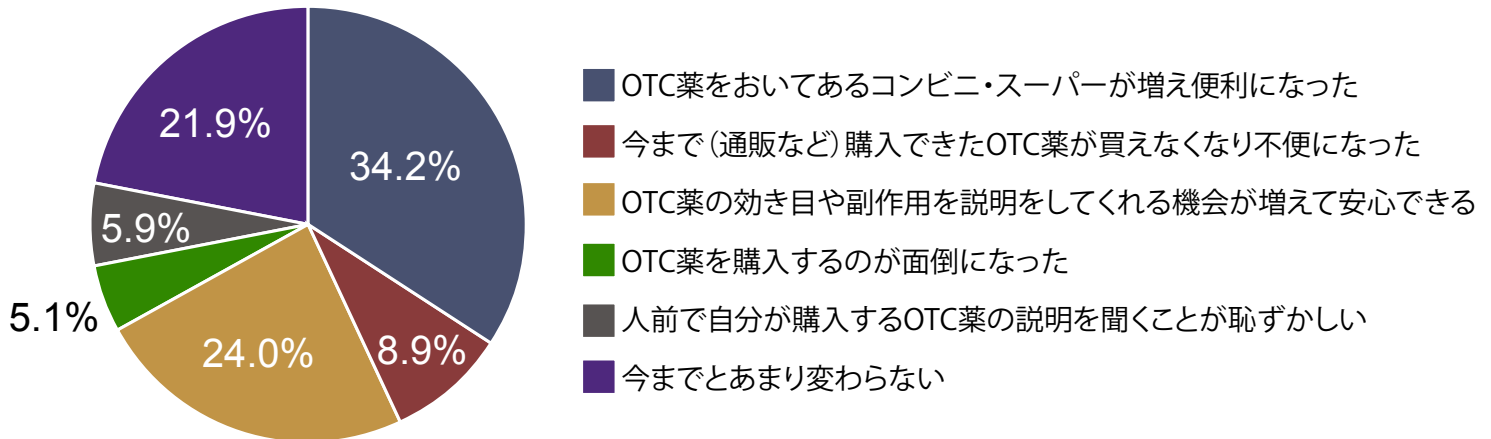 34.2%
8.9%
24.0%
5.1%
5.9%
21.9%
OTC薬をおいてあるコンビニ・スーパーが増え便利になった
今まで（通販など）購入できたOTC薬が買えなくなり不便になった
OTC薬の効き目や副作用を説明をしてくれる機会が増えて安心できる
OTC薬を購入するのが面倒になった
人前で自分が購入するOTC薬の説明を聞くことが恥ずかしい
今までとあまり変わらない